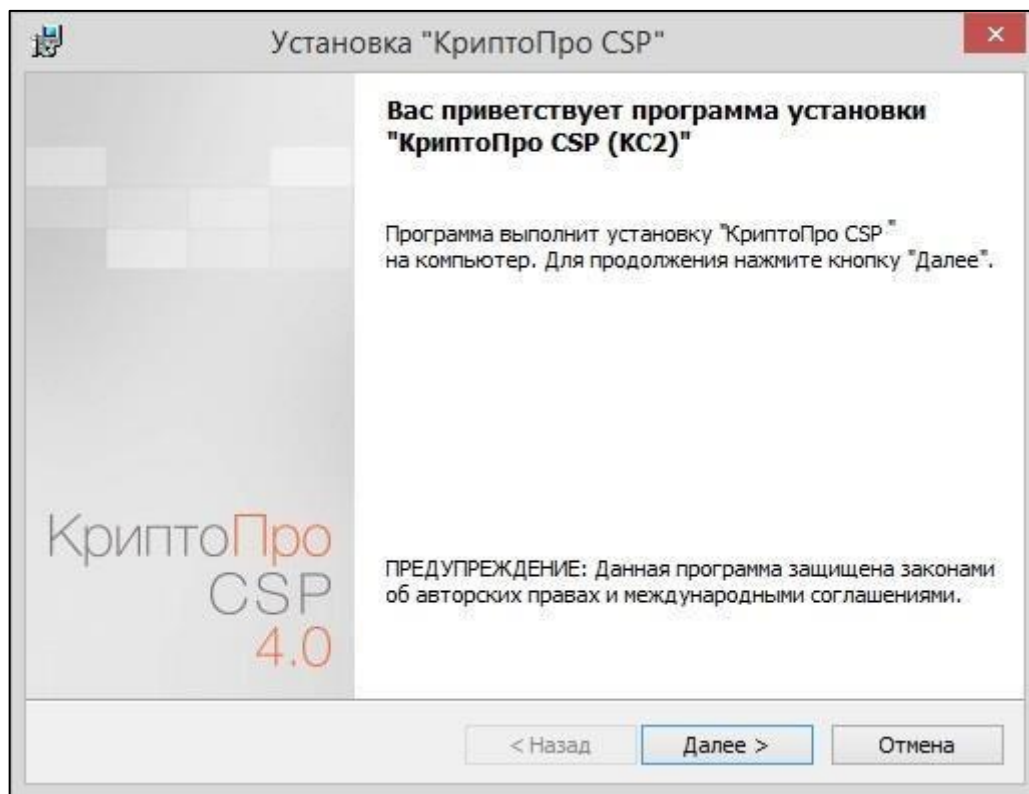 Установка "КриптоПро CSP"
Вас приветствует программа установки
"КриптоПро CSP (KC2)"
Программа выполнит установку "КриптоПро CSP "
на компьютер. Для продолжения нажмите кнопку "Далее".
КриптоПро
CSP
4.0
ПРЕДУПРЕЖДЕНИЕ: Данная программа защищена законами
об авторских правах и международными соглашениями.
< Назад
Далее >
Отмена